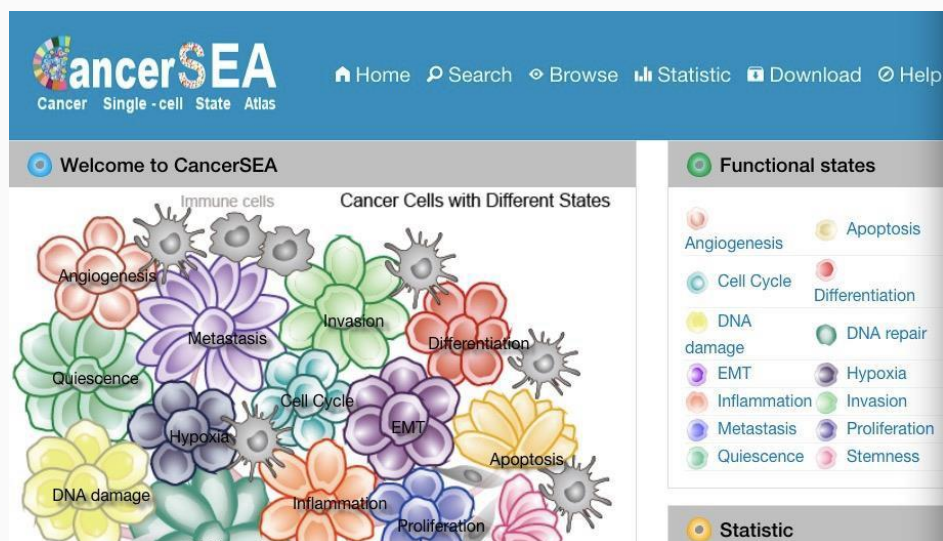 CancerSEA
Cancer Single-cell State Atlas
Home Search Browse Statistic Download Help
Welcome to CancerSEA
Immune cells
Cancer Cells with Different States
Angiogenesis
Metastasis
Invasion
Differentiation
Quiescence
Cell Cycle
Hypoxia
EMT
Apoptosis
DNA damage
Inflammation
Proliferation
Functional states
Angiogenesis
Apoptosis
Cell Cycle
Differentiation
DNA
damage
DNA repair
EMT
Hypoxia
Inflammation
Invasion
Metastasis
Proliferation
Quiescence
Stemness
Statistic